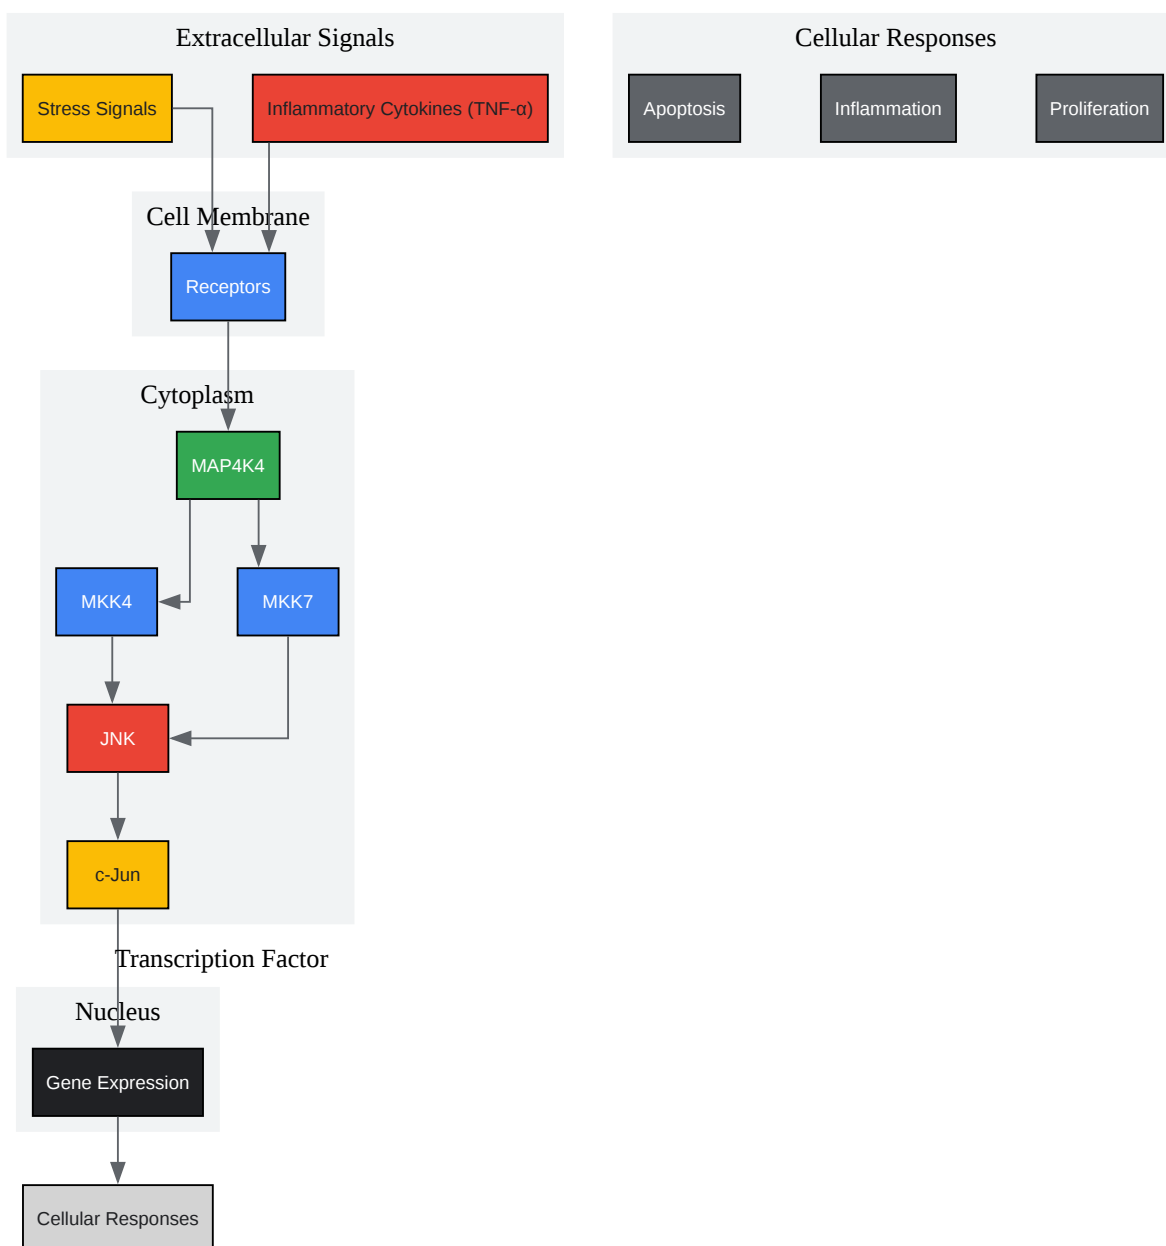 Extracellular Signals
Stress Signals
Inflammatory Cytokines (TNF-α)
Cellular Responses
Apoptosis
Inflammation
Proliferation
Cell Membrane
Receptors
Cytoplasm
MAP4K4
MKK4
MKK7
JNK
c-Jun
Transcription Factor
Nucleus
Gene Expression
Cellular Responses